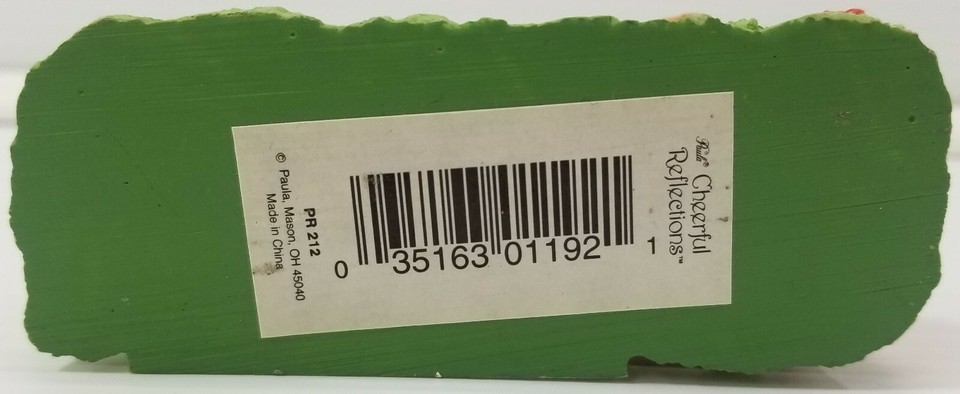 Paula® Cheerful
Reflections™
0 35163 01192 1
PR 212
© Paula, Mason, OH 45040
Made in China